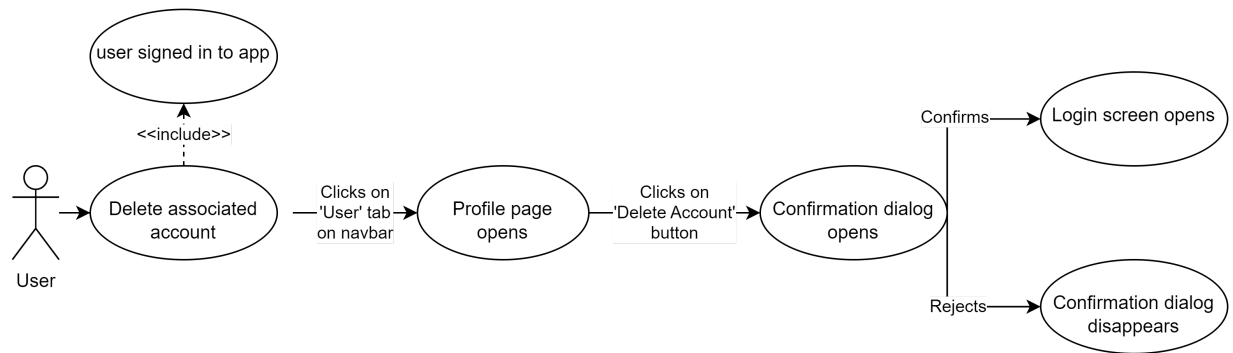 user signed in to app
<<include>>
Delete associated
account
User
Clicks on
'User' tab
on navbar
Profile page
opens
Clicks on
'Delete Account'
button
Confirmation dialog
opens
Confirms
Login screen opens
Rejects
Confirmation dialog
disappears